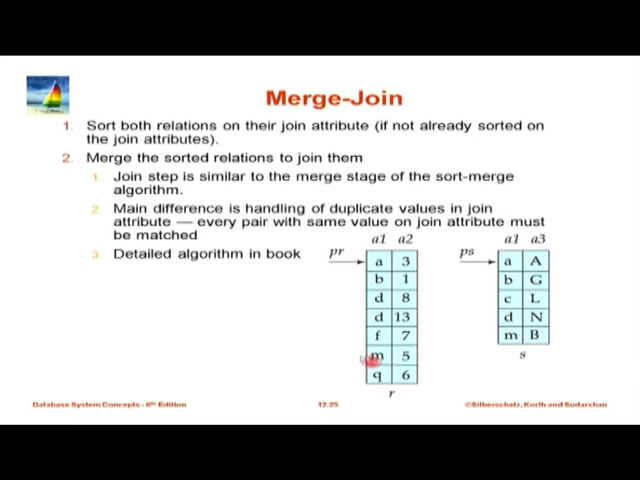 Merge-Join
1. Sort both relations on their join attribute (if not already sorted on
the join attributes).
2. Merge the sorted relations to join them
1. Join step is similar to the merge stage of the sort-merge
algorithm.
2. Main difference is handling of duplicate values in join
attribute — every pair with same value on join attribute must
be matched
3. Detailed algorithm in book
pr
a1 a2
a 3
b 1
d 8
d 13
f 7
m 5
q 6
r
ps
a1 a3
a A
b G
c L
d N
m B
s
Database System Concepts - 6th Edition
12.25
©Silberschatz, Korth and Sudarshan